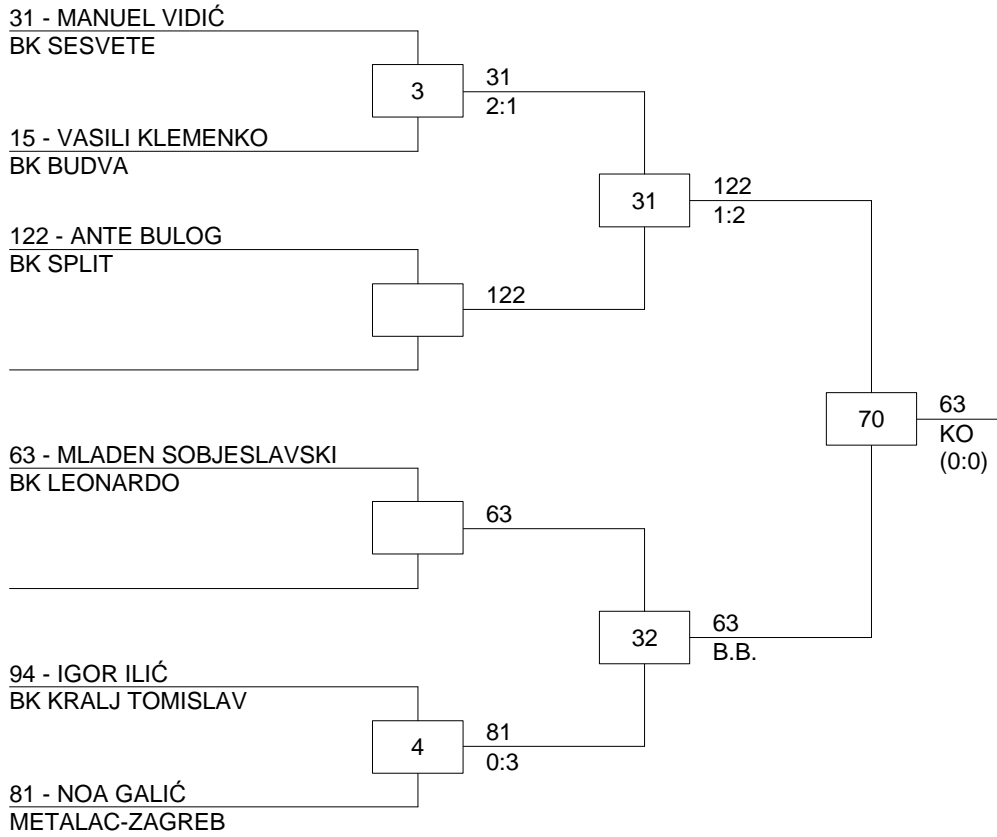 31 - MANUEL VIDIĆ
BK SESVETE
3
31
2:1
15 - VASILI KLEMENKO
BK BUDVA
31
122
1:2
122 - ANTE BULOG
BK SPLIT
122
70
63
KO
(0:0)
63 - MLADEN SOBJESLAVSKI
BK LEONARDO
63
32
63
B.B.
94 - IGOR ILIĆ
BK KRALJ TOMISLAV
4
81
0:3
81 - NOA GALIĆ
METALAC-ZAGREB